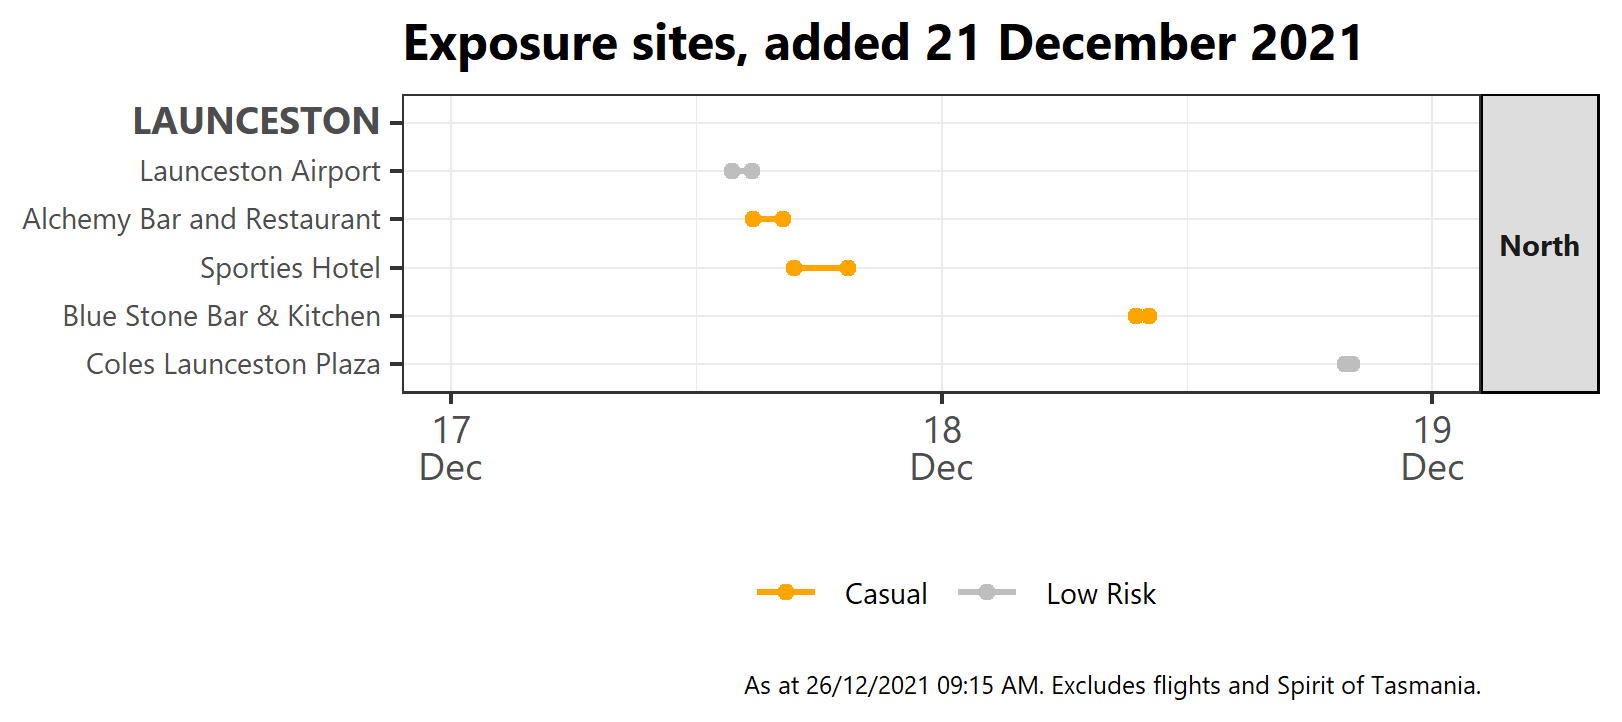 Exposure sites, added 21 December 2021
LAUNCESTON
Launceston Airport
Alchemy Bar and Restaurant
Sporties Hotel
Blue Stone Bar & Kitchen
Coles Launceston Plaza
North
17
Dec
18
Dec
19
Dec
Casual
Low Risk
As at 26/12/2021 09:15 AM. Excludes flights and Spirit of Tasmania.